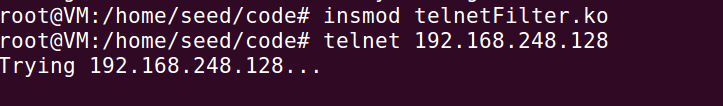 root@VM:/home/seed/code# insmod telnetFilter.ko
root@VM:/home/seed/code# telnet 192.168.248.128
Trying 192.168.248.128...